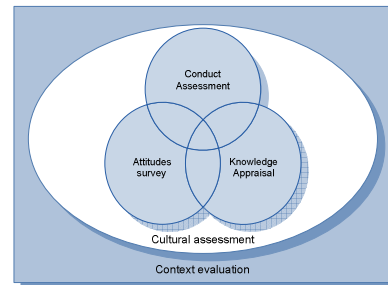 Conduct
Assessment
Attitudes
survey
Knowledge
Appraisal
Cultural assessment
Context evaluation